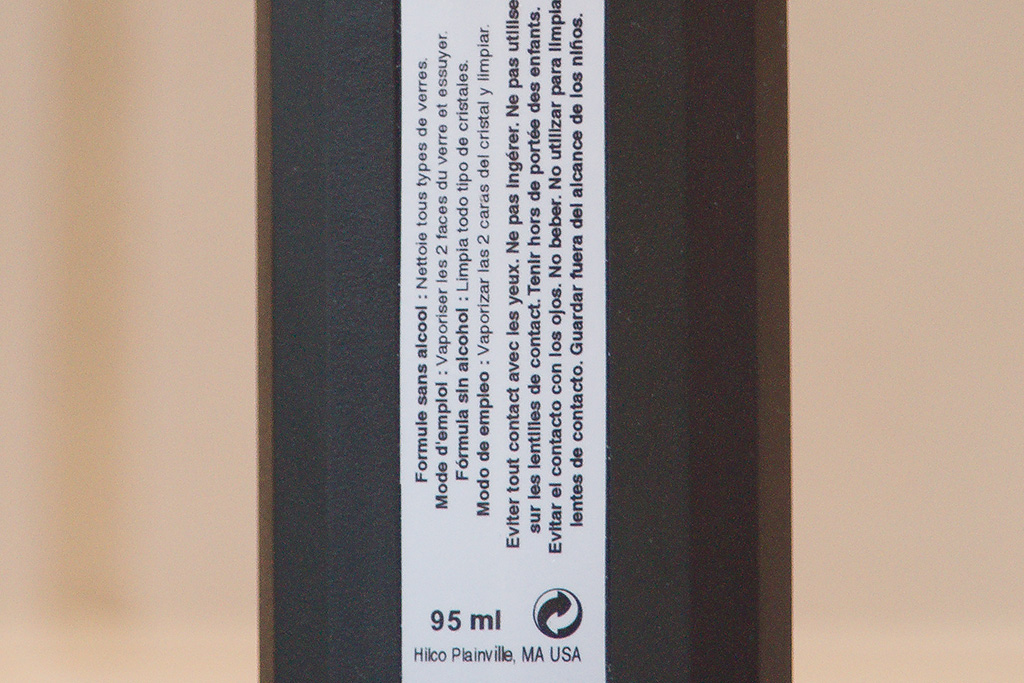 Formule sans alcool : Nettoie tous types de verres.
Mode d'emploi : Vaporiser les 2 faces du verre et essuyer.
Fórmula sin alcohol : Limpia todo tipo de cristales.
Modo de empleo : Vaporizar las 2 caras del cristal y limpiar.
Eviter tout contact avec les yeux. Ne pas ingérer. Ne pas utilise
sur les lentilles de contact. Tenir hors de portée des enfants.
Evitar el contacto con los ojos. No beber. No utilizar para limpia
lentes de contacto. Guardar fuera del alcance de los niños.
95 ml
Hilco Plainville, MA USA